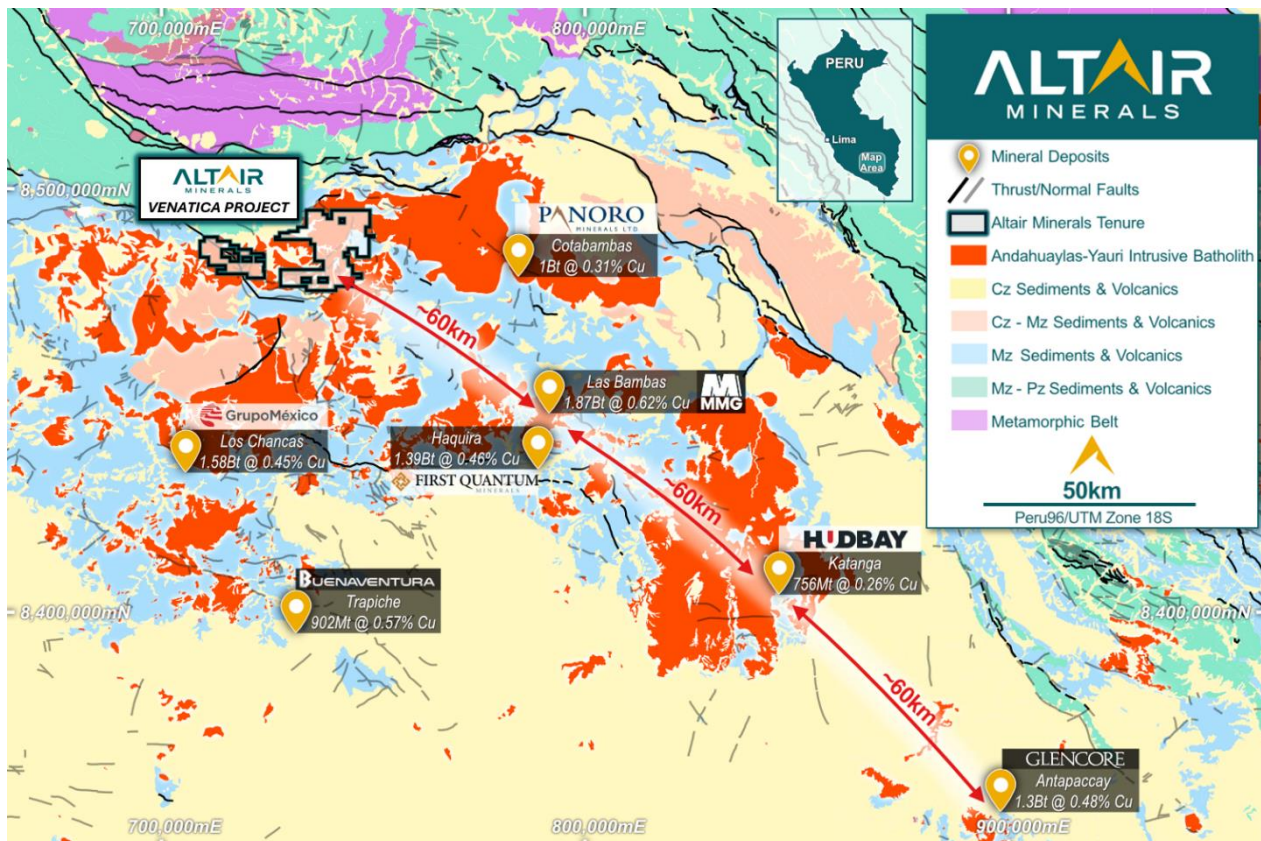 700,000mE
800,000mE
8,500,000mN
ALTAIR
MINERALS
VENATICA PROJECT
PERU
Lima
Map
Area
ALTAIR
MINERALS
Mineral Deposits
Thrust/Normal Faults
Altair Minerals Tenure
Andahuaylas-Yauri Intrusive Batholith
Cz Sediments & Volcanics
Cz - Mz Sediments & Volcanics
Mz Sediments & Volcanics
Mz - Pz Sediments & Volcanics
Metamorphic Belt
50km
Peru96/UTM Zone 18S
PANORO
MINERALS LTD
Cotabambas
1Bt @ 0.31% Cu
~60km
Las Bambas
1.87Bt @ 0.62% Cu
MMG
GrupoMéxico
Los Chancas
1.58Bt @ 0.45% Cu
Haquira
1.39Bt @ 0.46% Cu
FIRST QUANTUM
MINERALS
~60km
HUDBAY
Katanga
756Mt @ 0.26% Cu
BUENAVENTURA
Trapiche
902Mt @ 0.57% Cu
8,400,000mN
8,400,000mN
~60km
GLENCORE
Antapaccay
1.3Bt @ 0.48% Cu
700,000mE
800,000mE
900,000mE